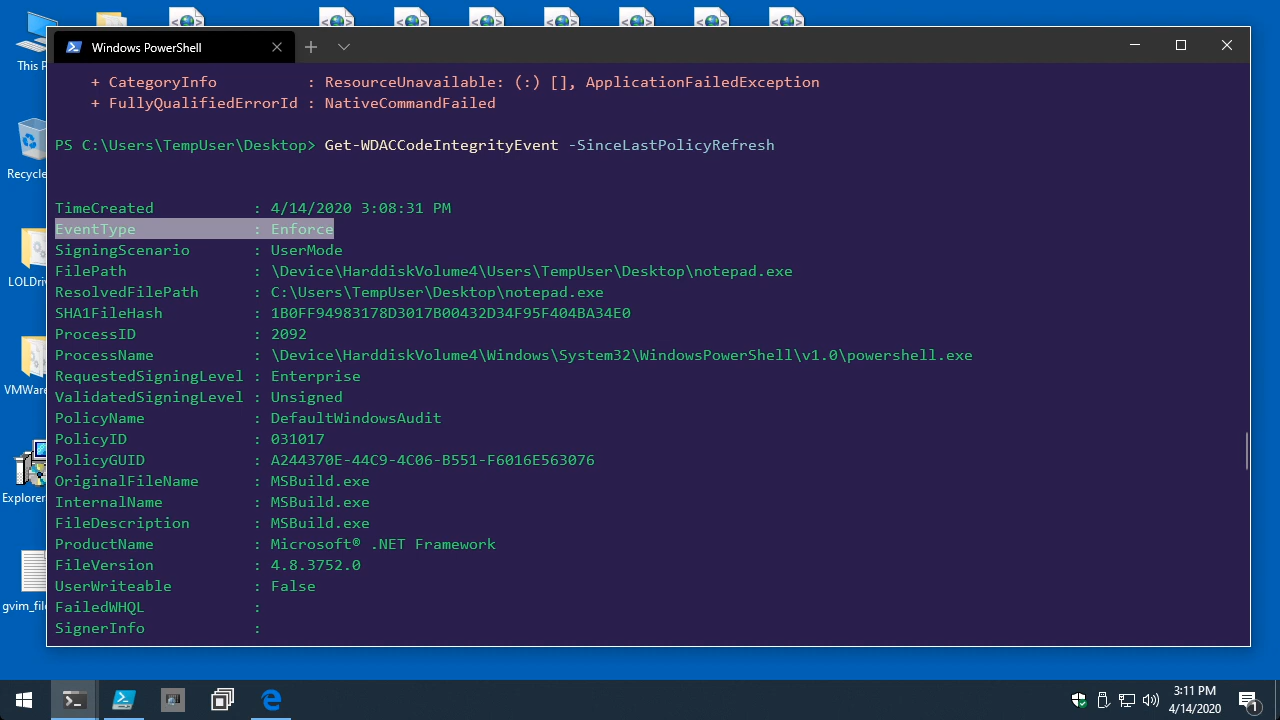 Windows PowerShell
This P
+ CategoryInfo : ResourceUnavailable: (:) [], ApplicationFailedException
+ FullyQualifiedErrorId : NativeCommandFailed
PS C:\Users\TempUser\Desktop> Get-WDACCodeIntegrityEvent -SinceLastPolicyRefresh
Recycle
TimeCreated : 4/14/2020 3:08:31 PM
EventType : Enforce
SigningScenario : UserMode
FilePath : \Device\HarddiskVolume4\Users\TempUser\Desktop\notepad.exe
LOLDri
ResolvedFilePath : C:\Users\TempUser\Desktop\notepad.exe
SHA1FileHash : 1B0FF94983178D3017B00432D34F95F404BA34E0
ProcessID : 2092
ProcessName : \Device\HarddiskVolume4\Windows\System32\WindowsPowerShell\v1.0\powershell.exe
RequestedSigningLevel : Enterprise
VMWare
ValidatedSigningLevel : Unsigned
PolicyName : DefaultWindowsAudit
PolicyID : 031017
PolicyGUID : A244370E-44C9-4C06-B551-F6016E563076
OriginalFileName : MSBuild.exe
Explorer
InternalName : MSBuild.exe
FileDescription : MSBuild.exe
ProductName : Microsoft® .NET Framework
FileVersion : 4.8.3752.0
UserWriteable : False
gvim_fil
FailedWHQL :
SignerInfo :
3:11 PM
4/14/2020
1